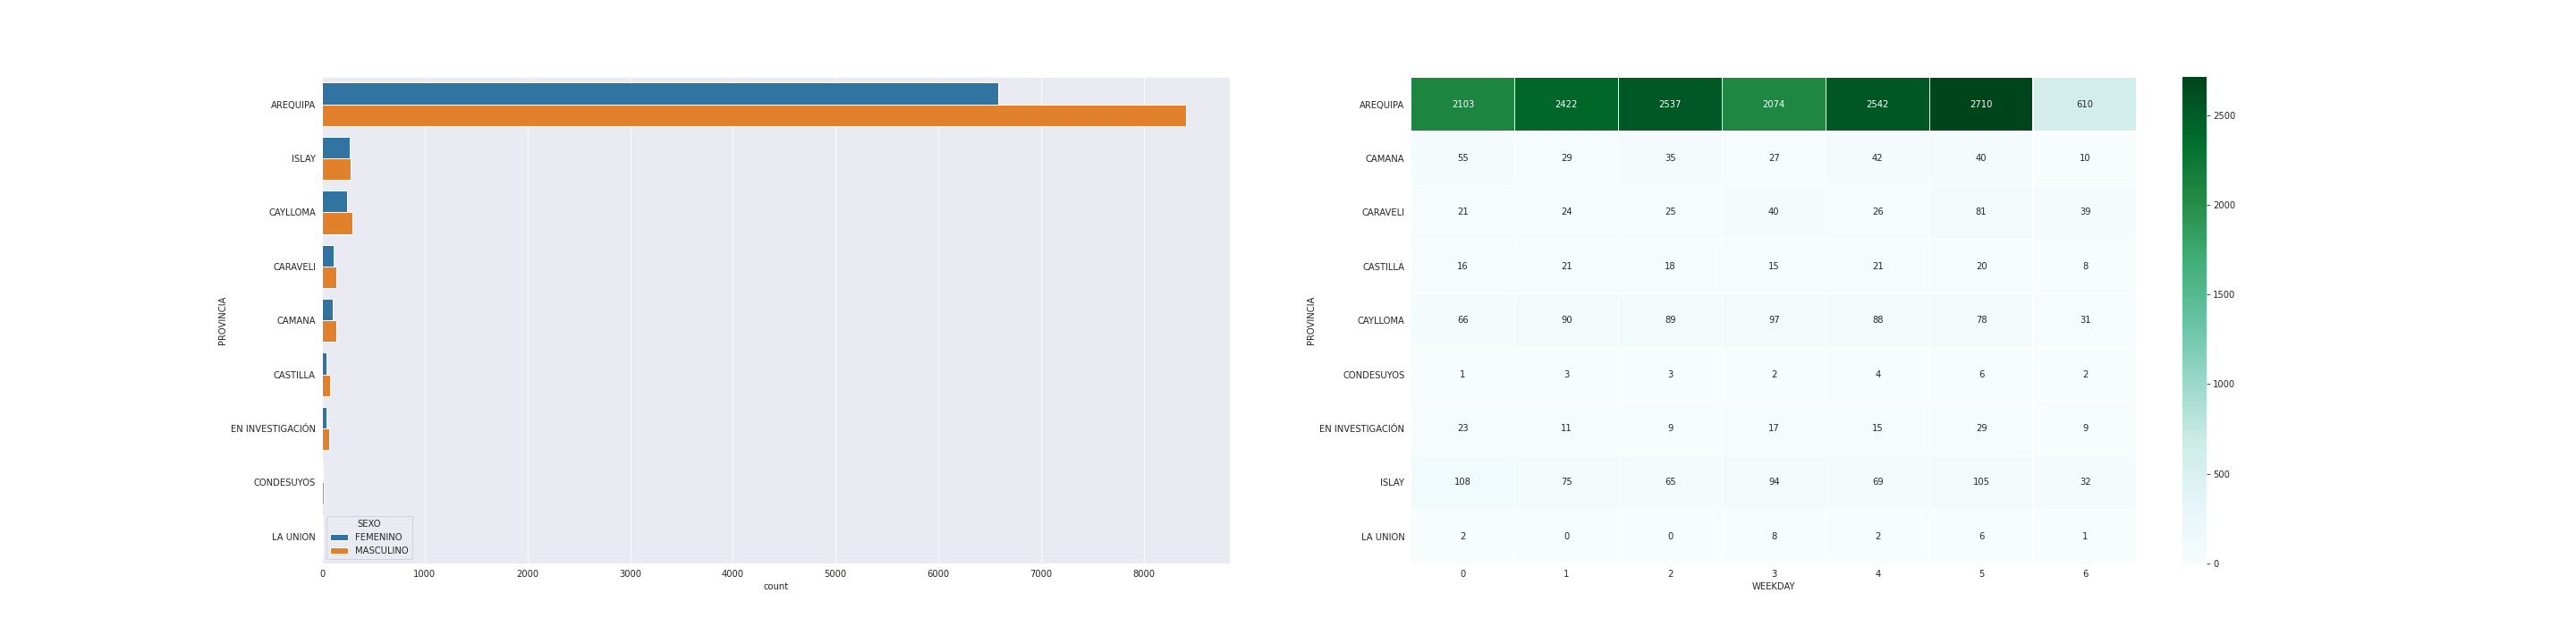 AREQUIPA
ISLAY
CAYLLOMA
CARAVELI
CAMANA
CASTILLA
EN INVESTIGACIÓN
CONDESUYOS
LA UNION
PROVINCIA
SEXO
FEMENINO
MASCULINO
0 1000 2000 3000 4000 5000 6000 7000 8000
count
PROVINCIA
AREQUIPA 2103 2422 2537 2074 2542 2710 610
CAMANA 55 29 35 27 42 40 10
CARAVELI 21 24 25 40 26 81 39
CASTILLA 16 21 18 15 21 20 8
CAYLLOMA 66 90 89 97 88 78 31
CONDESUYOS 1 3 3 2 4 6 2
EN INVESTIGACIÓN 23 11 9 17 15 29 9
ISLAY 108 75 65 94 69 105 32
LA UNION 2 0 0 8 2 6 1
0 1 2 3 4 5 6
WEEKDAY
2500
2000
1500
1000
500
0